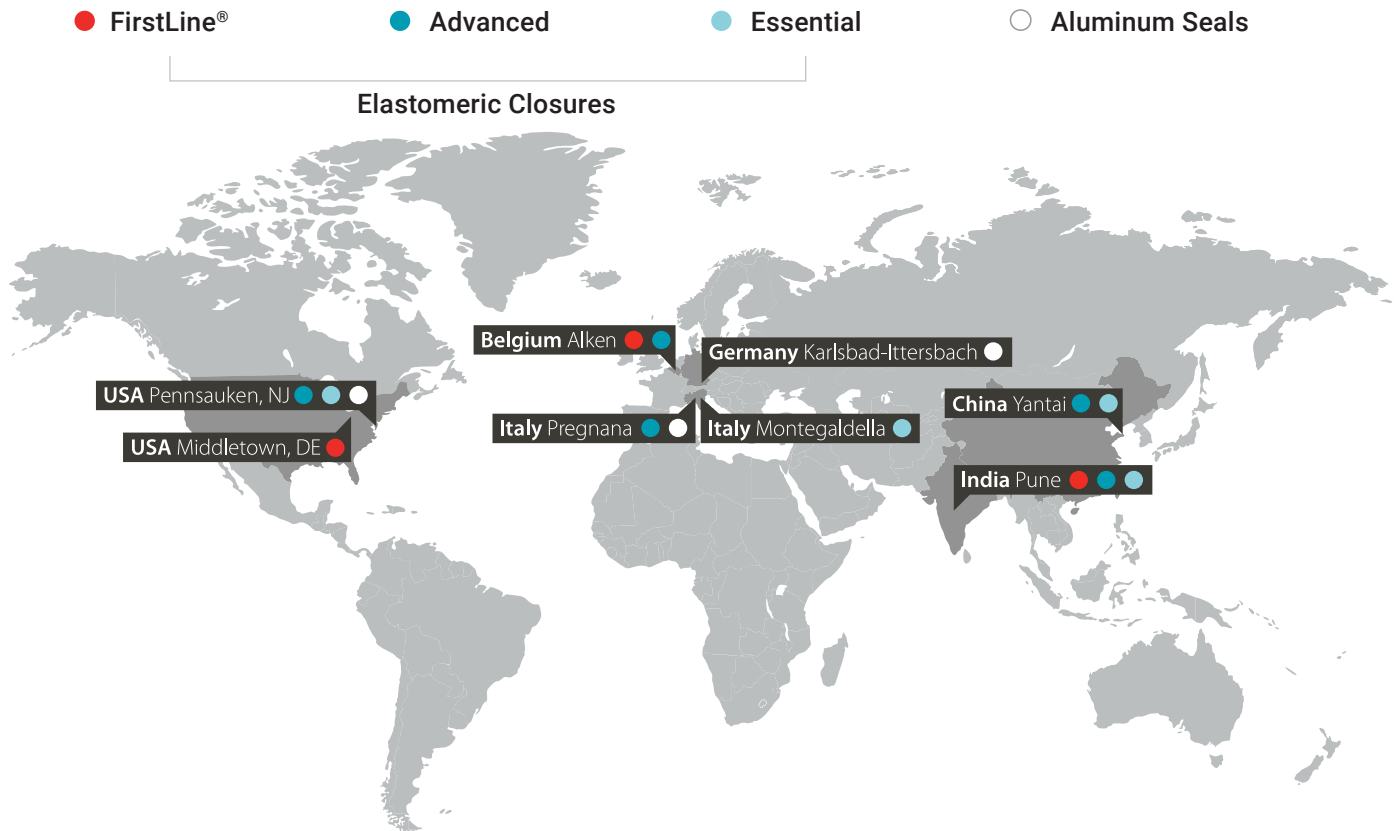 FirstLine®
Advanced
Essential
Aluminum Seals
Elastomeric Closures
Belgium Alken
Germany Karlsbad-Ittersbach
USA Pennsauken, NJ
China Yantai
Italy Pregnana
Italy Montegaldella
USA Middletown, DE
India Pune